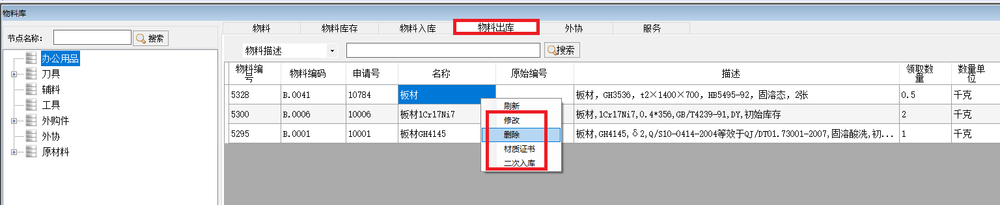 物料库
节点名称： 搜索
办公用品
刀具
辅料
工具
外购件
外协
原材料
物料 物料库存 物料入库 物料出库 外协 服务
物料描述 搜索
物料编号 物料编码 申请号 名称 原始编号 描述 领取数量 数量单位
5328 B.0041 10784 板材 板材，GH3536，t2×1400×700，HB5495-92，固溶态，2张 0.5 千克
5300 B.0006 10006 板材1Cr17Ni7 板材,1Cr17Ni7,0.4*356,GB/T4239-91,DY,初始库存 2 千克
5295 B.0001 10001 板材GH4145 板材,GH4145,δ2,Q/S10-0414-2004等效于QJ/DT01.73001-2007,固溶酸洗,初... 1 千克
刷新
修改
删除
材质证书
二次入库